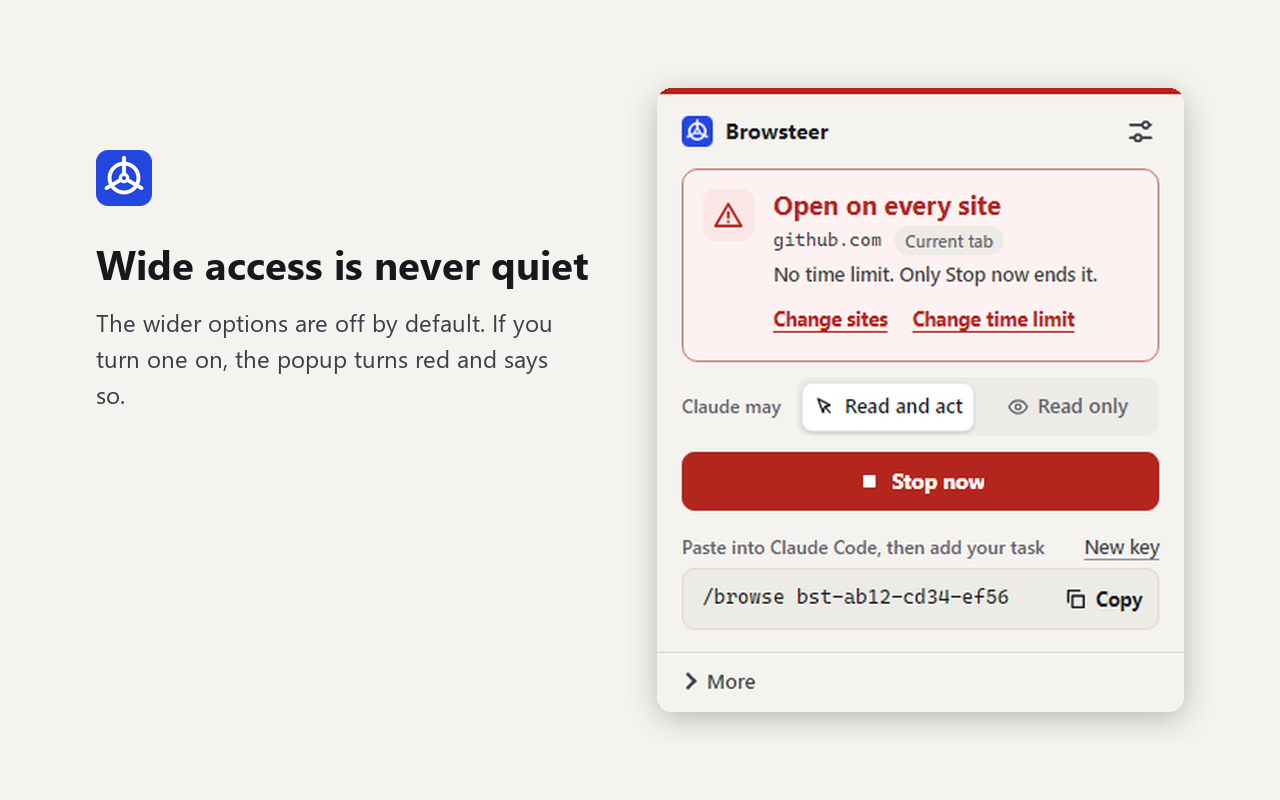 Wide access is never quiet
The wider options are off by default. If you
turn one on, the popup turns red and says
so.
Browsteer
Open on every site
github.com Current tab
No time limit. Only Stop now ends it.
Change sites Change time limit
Claude may Read and act Read only
Stop now
Paste into Claude Code, then add your task New key
/browse bst-ab12-cd34-ef56 Copy
More